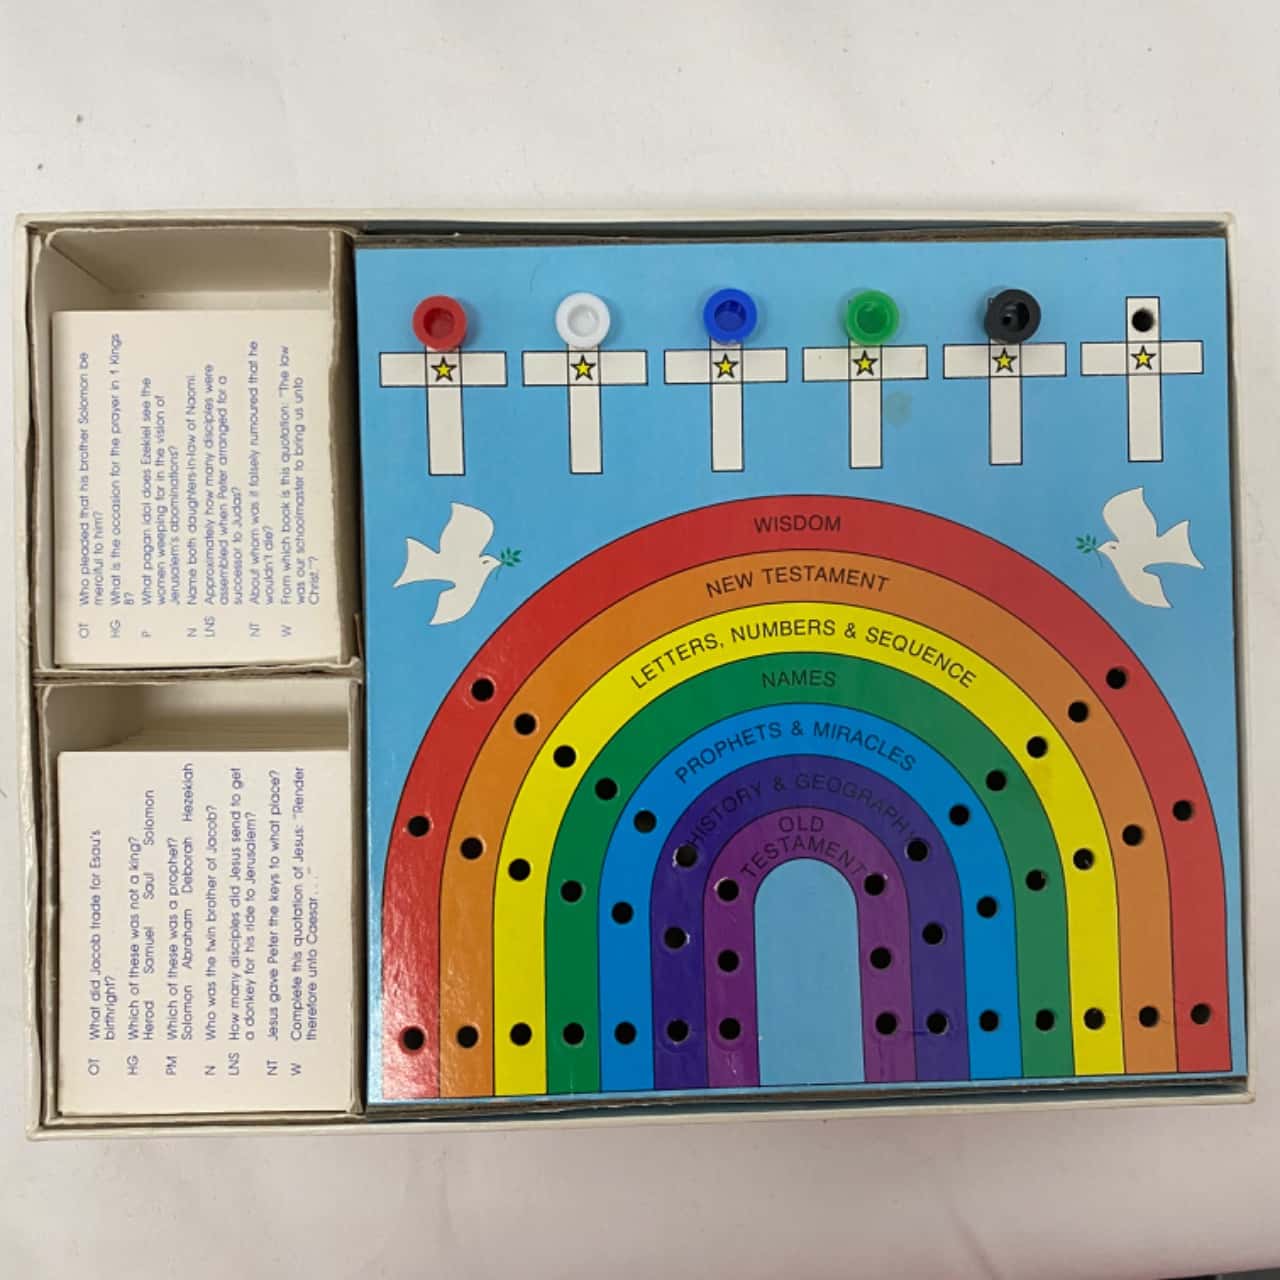 OT Who pleaded that his brother Solomon be
merciful to him?
HG What is the occasion for the prayer in 1 Kings
8?
P What pagan idol does Ezekiel see the
women weeping for in the vision of
Jerusalem's abominations?
N Name both daughters-in-law of Naomi.
LNS Approximately how many disciples were
assembled when Peter arranged for a
successor to Judas?
NT About whom was it falsely rumoured that he
wouldn't die?
W From which book is this quotation: "The law
was our schoolmaster to bring us unto
Christ."?
OT What did Jacob trade for Esau's
birthright?
HG Which of these was not a king?
Herod Samuel Saul Solomon
PM Which of these was a prophet?
Solomon Abraham Deborah Hezekiah
N Who was the twin brother of Jacob?
LNS How many disciples did Jesus send to get
a donkey for his ride to Jerusalem?
NT Jesus gave Peter the keys to what place?
W Complete this quotation of Jesus: "Render
therefore unto Caesar . . ."
WISDOM
NEW TESTAMENT
LETTERS, NUMBERS & SEQUENCE
NAMES
PROPHETS & MIRACLES
HISTORY & GEOGRAPHY
OLD
TESTAMENT